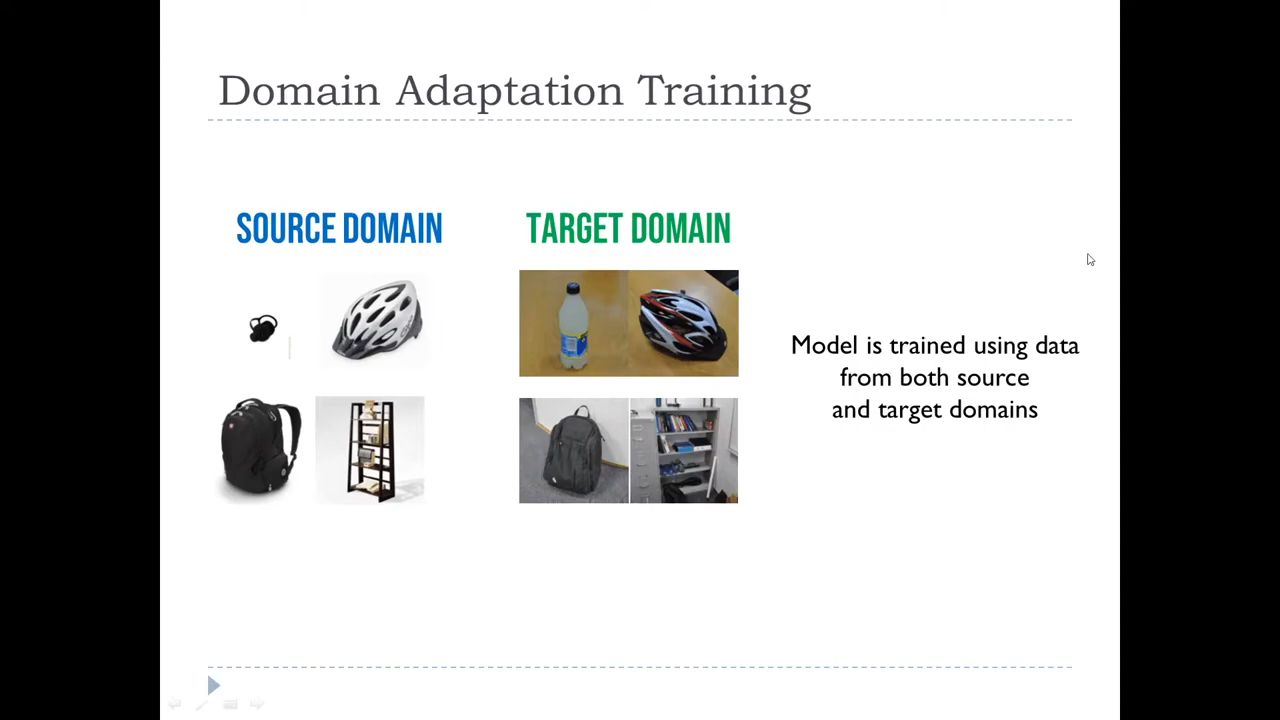 Domain Adaptation Training
SOURCE DOMAIN
TARGET DOMAIN
Model is trained using data
from both source
and target domains